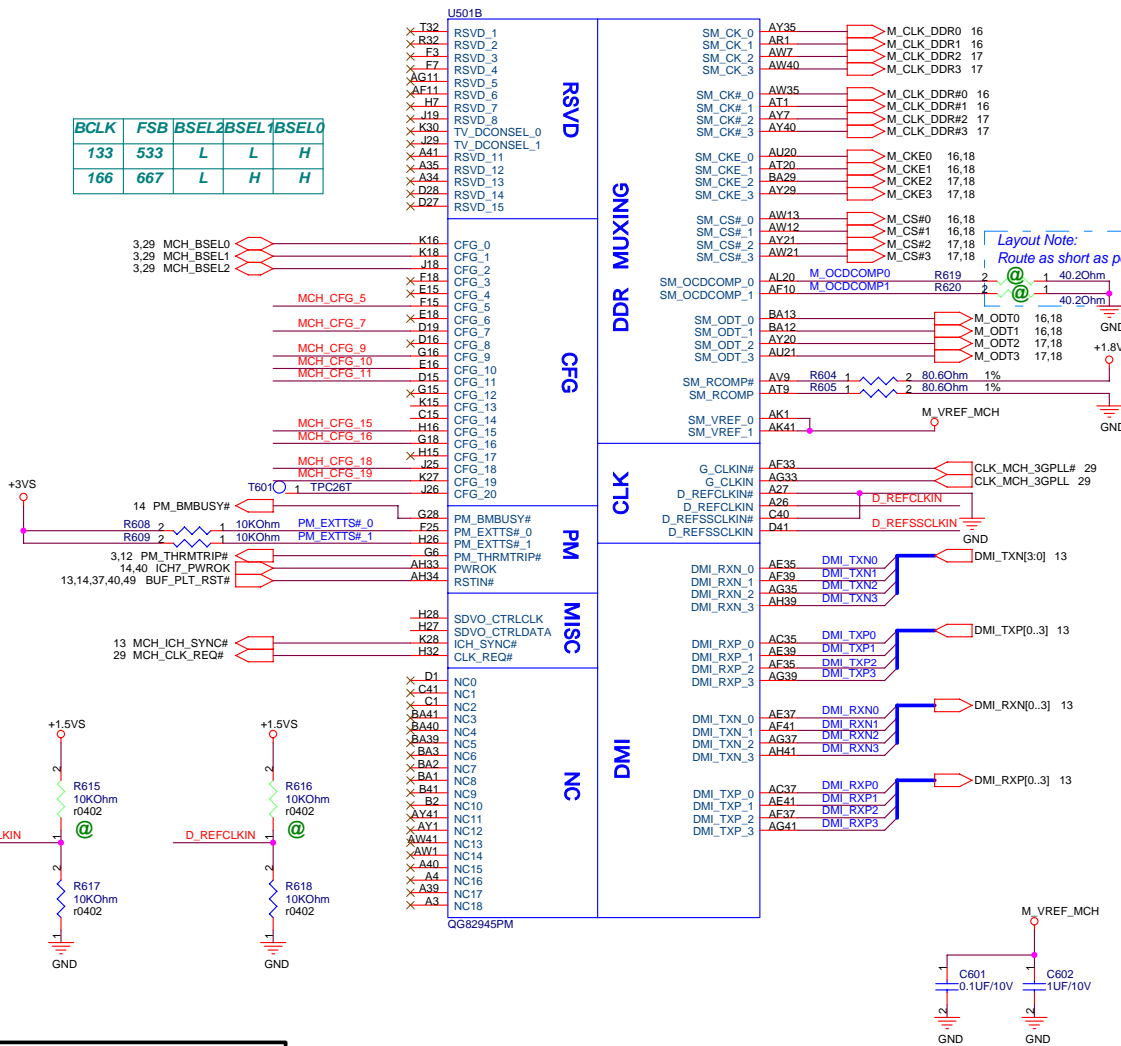 U501B
BCLK FSB BSEL2 BSEL1 BSEL0
133 533 L L H
166 667 L H H
RSVD
T32 RSVD_1
R32 RSVD_2
F3 RSVD_3
F7 RSVD_4
AG11 RSVD_5
AF11 RSVD_6
H7 RSVD_7
J19 RSVD_8
K30 TV_DCONSEL_0
J29 TV_DCONSEL_1
A41 RSVD_11
A35 RSVD_12
A34 RSVD_13
D28 RSVD_14
D27 RSVD_15
CFG
3,29 MCH_BSEL0 K16 CFG_0
3,29 MCH_BSEL1 K18 CFG_1
3,29 MCH_BSEL2 J18 CFG_2
F18 CFG_3
E15 CFG_4
MCH_CFG_5 F15 CFG_5
E18 CFG_6
MCH_CFG_7 D19 CFG_7
D16 CFG_8
MCH_CFG_9 G16 CFG_9
MCH_CFG_10 E16 CFG_10
MCH_CFG_11 D15 CFG_11
G15 CFG_12
K15 CFG_13
C15 CFG_14
MCH_CFG_15 H16 CFG_15
MCH_CFG_16 G18 CFG_16
H15 CFG_17
MCH_CFG_18 J25 CFG_18
MCH_CFG_19 K27 CFG_19
T601 1 TPC26T J26 CFG_20
+3VS
PM
14 PM_BMBUSY# G28 PM_BMBUSY#
R608 2 1 10KOhm PM_EXTTS#_0 F25 PM_EXTTS#_0
R609 2 1 10KOhm PM_EXTTS#_1 H26 PM_EXTTS#_1
3,12 PM_THRMTRIP# G6 PM_THRMTRIP#
14,40 ICH7_PWROK AH33 PWROK
13,14,37,40,49 BUF_PLT_RST# AH34 RSTIN#
MISC
H28 SDVO_CTRLCLK
H27 SDVO_CTRLDATA
13 MCH_ICH_SYNC# K28 ICH_SYNC#
29 MCH_CLK_REQ# H32 CLK_REQ#
NC
D1 NC0
C41 NC1
C1 NC2
BA41 NC3
BA40 NC4
BA39 NC5
BA3 NC6
BA2 NC7
BA1 NC8
B41 NC9
B2 NC10
AY41 NC11
AY1 NC12
AW41 NC13
AW1 NC14
A40 NC15
A4 NC16
A39 NC17
A3 NC18
QG82945PM
DDR MUXING
SM_CK_0 AY35 M_CLK_DDR0 16
SM_CK_1 AR1 M_CLK_DDR1 16
SM_CK_2 AW7 M_CLK_DDR2 17
SM_CK_3 AW40 M_CLK_DDR3 17
SM_CK#_0 AW35 M_CLK_DDR#0 16
SM_CK#_1 AT1 M_CLK_DDR#1 16
SM_CK#_2 AY7 M_CLK_DDR#2 17
SM_CK#_3 AY40 M_CLK_DDR#3 17
SM_CKE_0 AU20 M_CKE0 16,18
SM_CKE_1 AT20 M_CKE1 16,18
SM_CKE_2 BA29 M_CKE2 17,18
SM_CKE_3 AY29 M_CKE3 17,18
SM_CS#_0 AW13 M_CS#0 16,18
SM_CS#_1 AW12 M_CS#1 16,18
SM_CS#_2 AY21 M_CS#2 17,18
SM_CS#_3 AW21 M_CS#3 17,18
Layout Note:
Route as short as
SM_OCDCOMP_0 AL20 M_OCDCOMP0 R619 2 @ 1 40.2Ohm
SM_OCDCOMP_1 AF10 M_OCDCOMP1 R620 2 @ 1 40.2Ohm
GND
SM_ODT_0 BA13 M_ODT0 16,18
SM_ODT_1 BA12 M_ODT1 16,18
SM_ODT_2 AY20 M_ODT2 17,18
SM_ODT_3 AU21 M_ODT3 17,18
+1.8V
SM_RCOMP# AV9 R604 1 2 80.6Ohm 1%
SM_RCOMP AT9 R605 1 2 80.6Ohm 1%
GND
SM_VREF_0 AK1 M_VREF_MCH
SM_VREF_1 AK41
CLK
G_CLKIN# AF33 CLK_MCH_3GPLL# 29
G_CLKIN AG33 CLK_MCH_3GPLL 29
D_REFCLKIN# A27
D_REFCLKIN A26 D_REFCLKIN
D_REFSSCLKIN# C40
D_REFSSCLKIN D41 D_REFSSCLKIN
GND
DMI
DMI_RXN_0 AE35 DMI_TXN0 DMI_TXN[3:0] 13
DMI_RXN_1 AF39 DMI_TXN1
DMI_RXN_2 AG35 DMI_TXN2
DMI_RXN_3 AH39 DMI_TXN3
DMI_RXP_0 AC35 DMI_TXP0 DMI_TXP[0..3] 13
DMI_RXP_1 AE39 DMI_TXP1
DMI_RXP_2 AF35 DMI_TXP2
DMI_RXP_3 AG39 DMI_TXP3
DMI_TXN_0 AE37 DMI_RXN0 DMI_RXN[0..3] 13
DMI_TXN_1 AF41 DMI_RXN1
DMI_TXN_2 AG37 DMI_RXN2
DMI_TXN_3 AH41 DMI_RXN3
DMI_TXP_0 AC37 DMI_RXP0 DMI_RXP[0..3] 13
DMI_TXP_1 AE41 DMI_RXP1
DMI_TXP_2 AF37 DMI_RXP2
DMI_TXP_3 AG41 DMI_RXP3
+1.5VS
2
R615
10KOhm
r0402
@
1
2
R617
10KOhm
r0402
1
GND
+1.5VS
2
R616
10KOhm
r0402
@
1
D_REFCLKIN
2
R618
10KOhm
r0402
1
GND
M_VREF_MCH
1 C601
0.1UF/10V
2
GND
1 C602
1UF/10V
2
GND